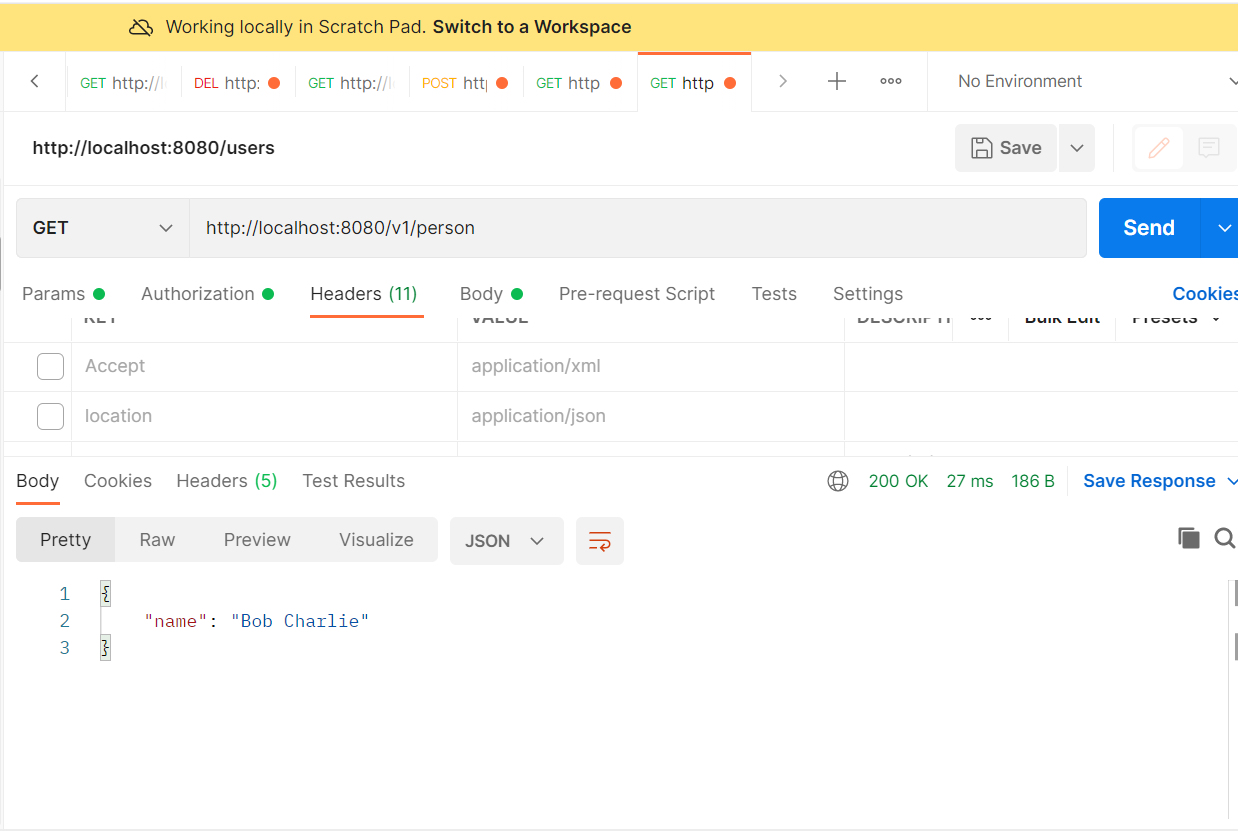 Working locally in Scratch Pad. Switch to a Workspace
GET http://l DEL http: GET http://l POST htt GET http GET http No Environment
http://localhost:8080/users Save
GET http://localhost:8080/v1/person Send
Params Authorization Headers (11) Body Pre-request Script Tests Settings Cookies
KEY VALUE DESCRIPTI Bulk Edit Presets
Accept application/xml
location application/json
Body Cookies Headers (5) Test Results 200 OK 27 ms 186 B Save Response
Pretty Raw Preview Visualize JSON
1 {
2 "name": "Bob Charlie"
3 }